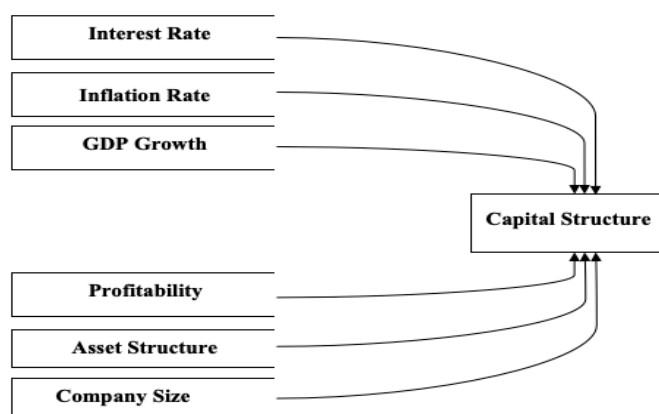 Interest Rate
Inflation Rate
GDP Growth
Capital Structure
Profitability
Asset Structure
Company Size